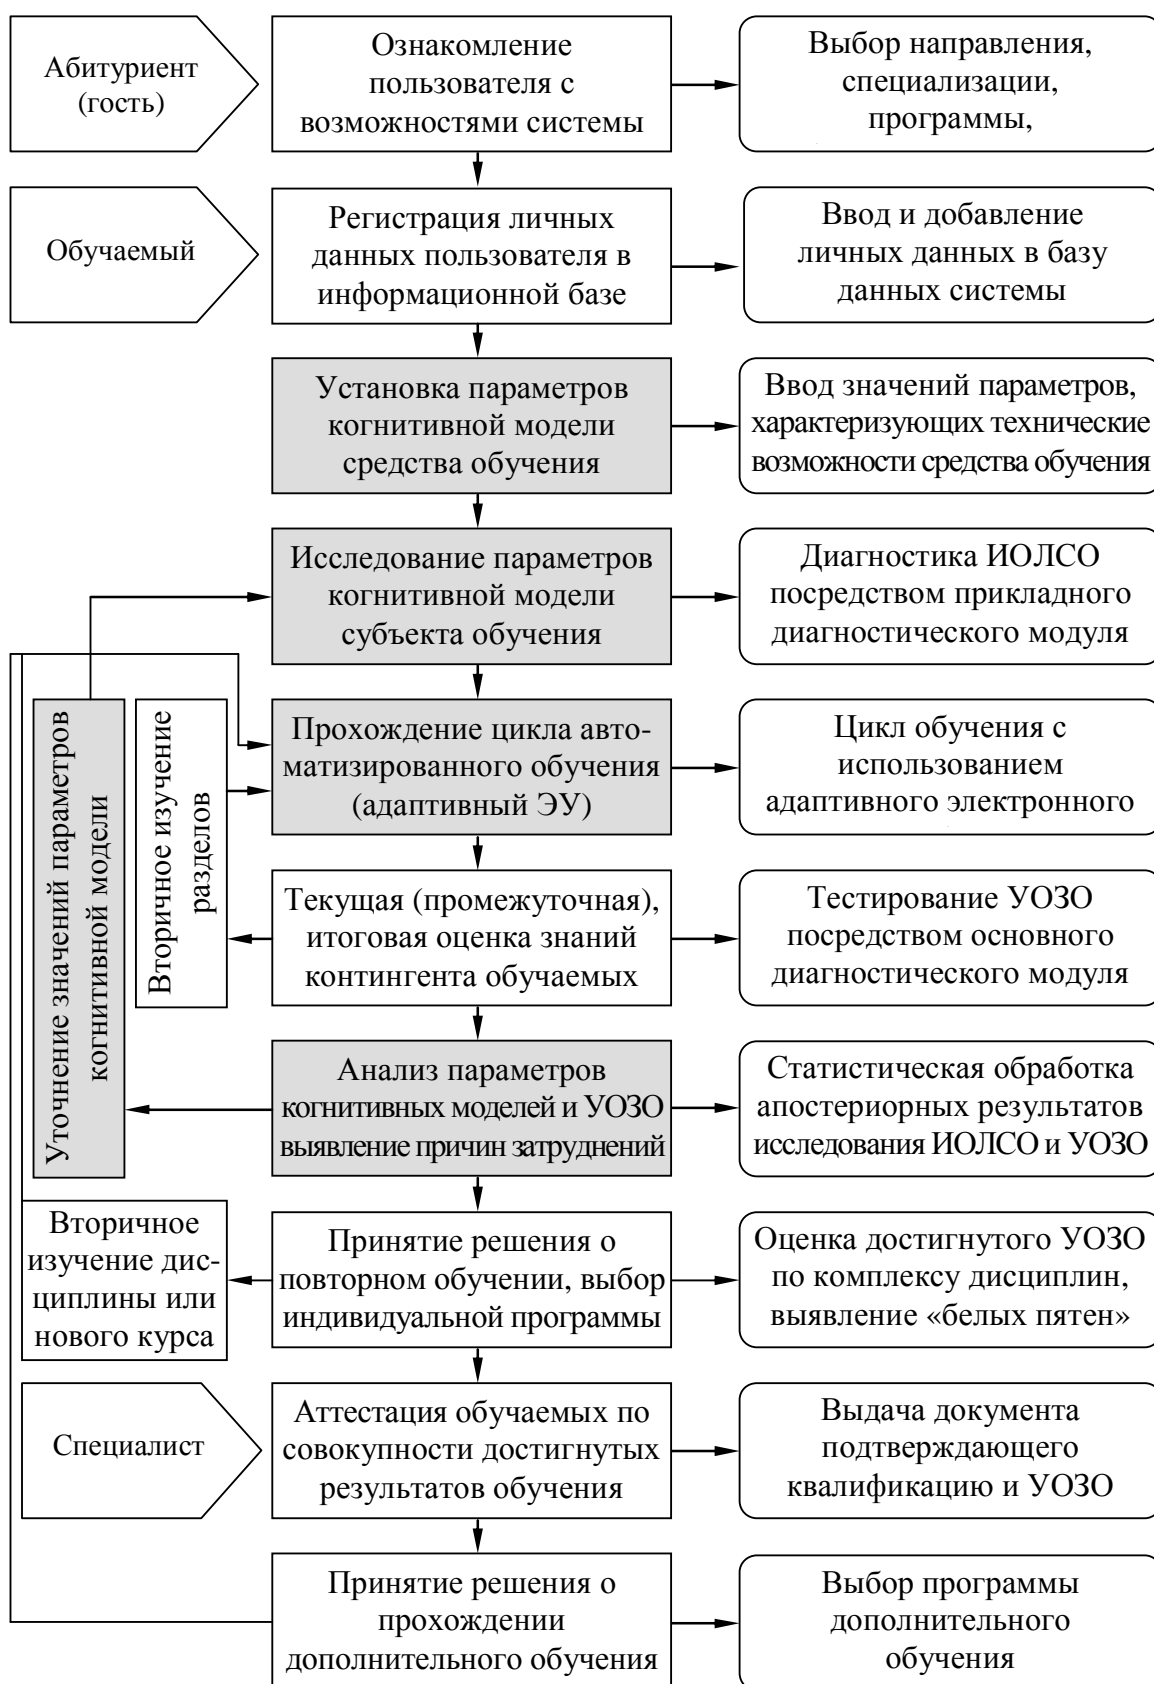 Абитуриент
(гость)
Ознакомление
пользователя с
возможностями системы
Выбор направления,
специализации,
программы,
Обучаемый
Регистрация личных
данных пользователя в
информационной базе
Ввод и добавление
личных данных в базу
данных системы
Установка параметров
когнитивной модели
средства обучения
Ввод значений параметров,
характеризующих технические
возможности средства обучения
Исследование параметров
когнитивной модели
субъекта обучения
Диагностика ИОЛСО
посредством прикладного
диагностического модуля
Уточнение значений параметров
когнитивной модели
Вторичное изучение
разделов
Прохождение цикла авто-
матизированного обучения
(адаптивный ЭУ)
Цикл обучения с
использованием
адаптивного электронного
Текущая (промежуточная),
итоговая оценка знаний
контингента обучаемых
Тестирование УОЗО
посредством основного
диагностического модуля
Анализ параметров
когнитивных моделей и УОЗО
выявление причин затруднений
Статистическая обработка
апостериорных результатов
исследования ИОЛСО и УОЗО
Вторичное
изучение дис-
циплины или
нового курса
Принятие решения о
повторном обучении, выбор
индивидуальной программы
Оценка достигнутого УОЗО
по комплексу дисциплин,
выявление «белых пятен»
Специалист
Аттестация обучаемых по
совокупности достигнутых
результатов обучения
Выдача документа
подтверждающего
квалификацию и УОЗО
Принятие решения о
прохождении
дополнительного обучения
Выбор программы
дополнительного
обучения